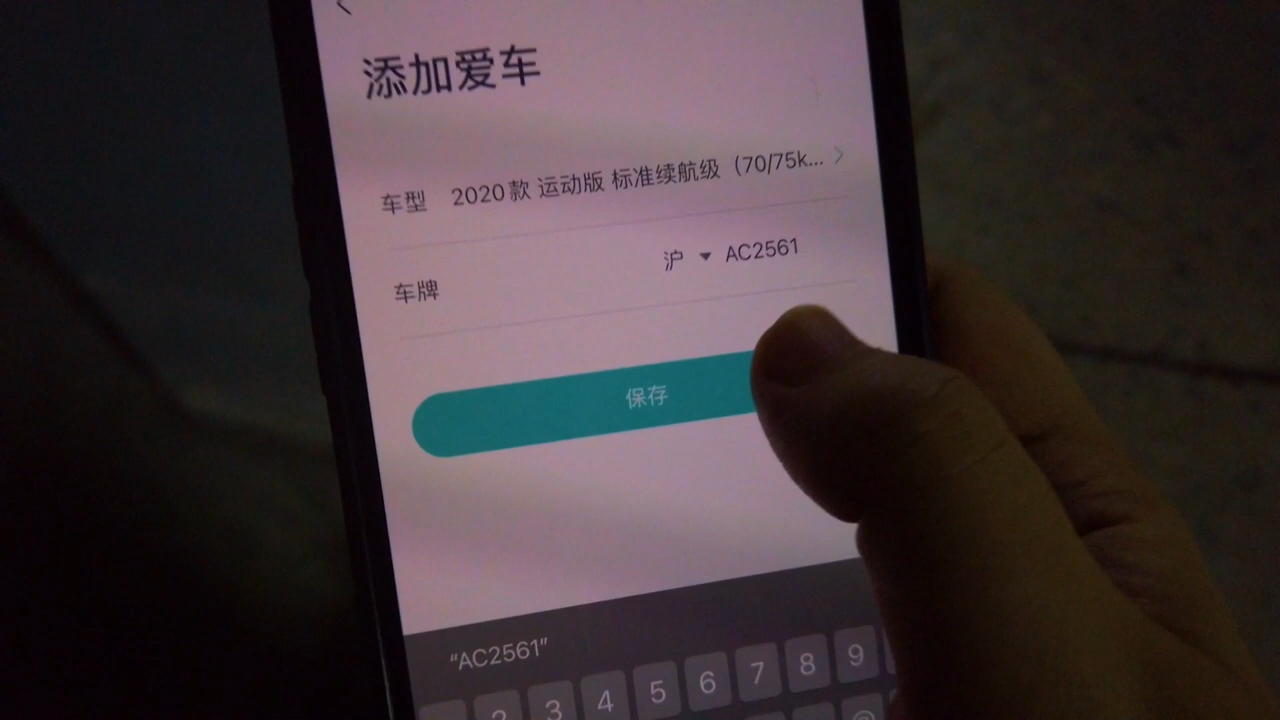 添加爱车
车型 2020款 运动版 标准续航级（70/75k...
车牌 沪 AC2561
保存
“AC2561”
2 3 4 5 6 7 8 9
@